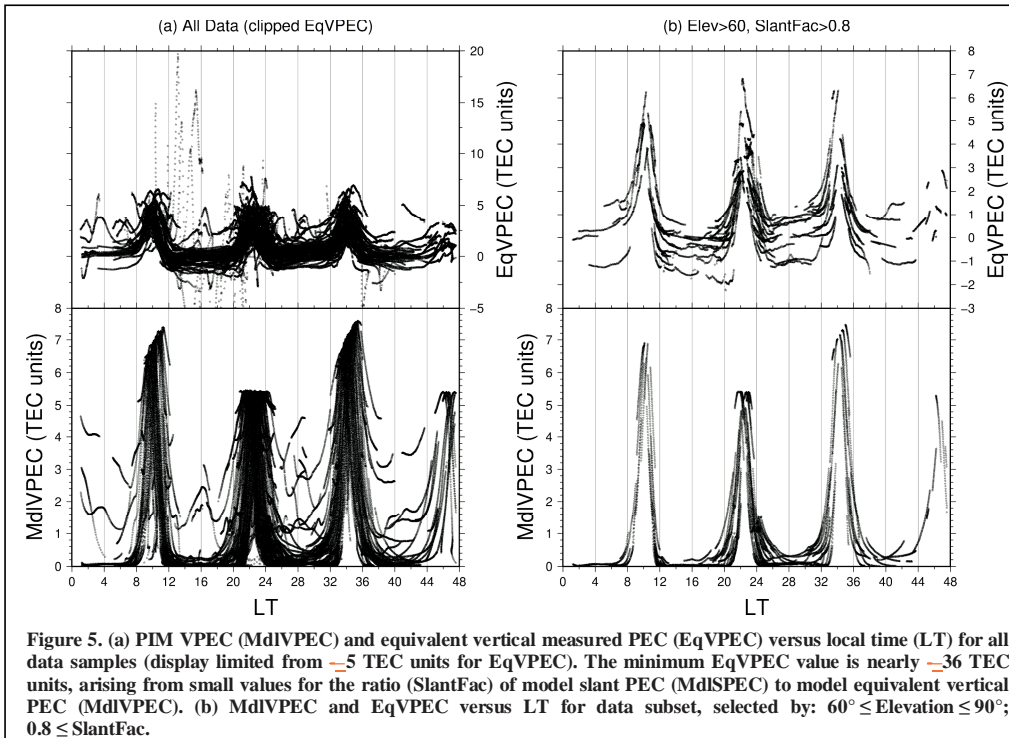 (a) All Data (clipped EqVPEC)
(b) Elev>60, SlantFac>0.8
20
15
10
5
0
−5
EqVPEC (TEC units)
8
7
6
5
4
3
2
1
0
−1
−2
−3
EqVPEC (TEC units)
8
7
6
5
4
3
2
1
0
MdlVPEC (TEC units)
0 4 8 12 16 20 24 28 32 36 40 44 48
LT
8
7
6
5
4
3
2
1
0
MdlVPEC (TEC units)
0 4 8 12 16 20 24 28 32 36 40 44 48
LT
Figure 5. (a) PIM VPEC (MdlVPEC) and equivalent vertical measured PEC (EqVPEC) versus local time (LT) for all
data samples (display limited from −5 TEC units for EqVPEC). The minimum EqVPEC value is nearly −36 TEC
units, arising from small values for the ratio (SlantFac) of model slant PEC (MdlSPEC) to model equivalent vertical
PEC (MdlVPEC). (b) MdlVPEC and EqVPEC versus LT for data subset, selected by: 60° ≤ Elevation ≤ 90°;
0.8 ≤ SlantFac.